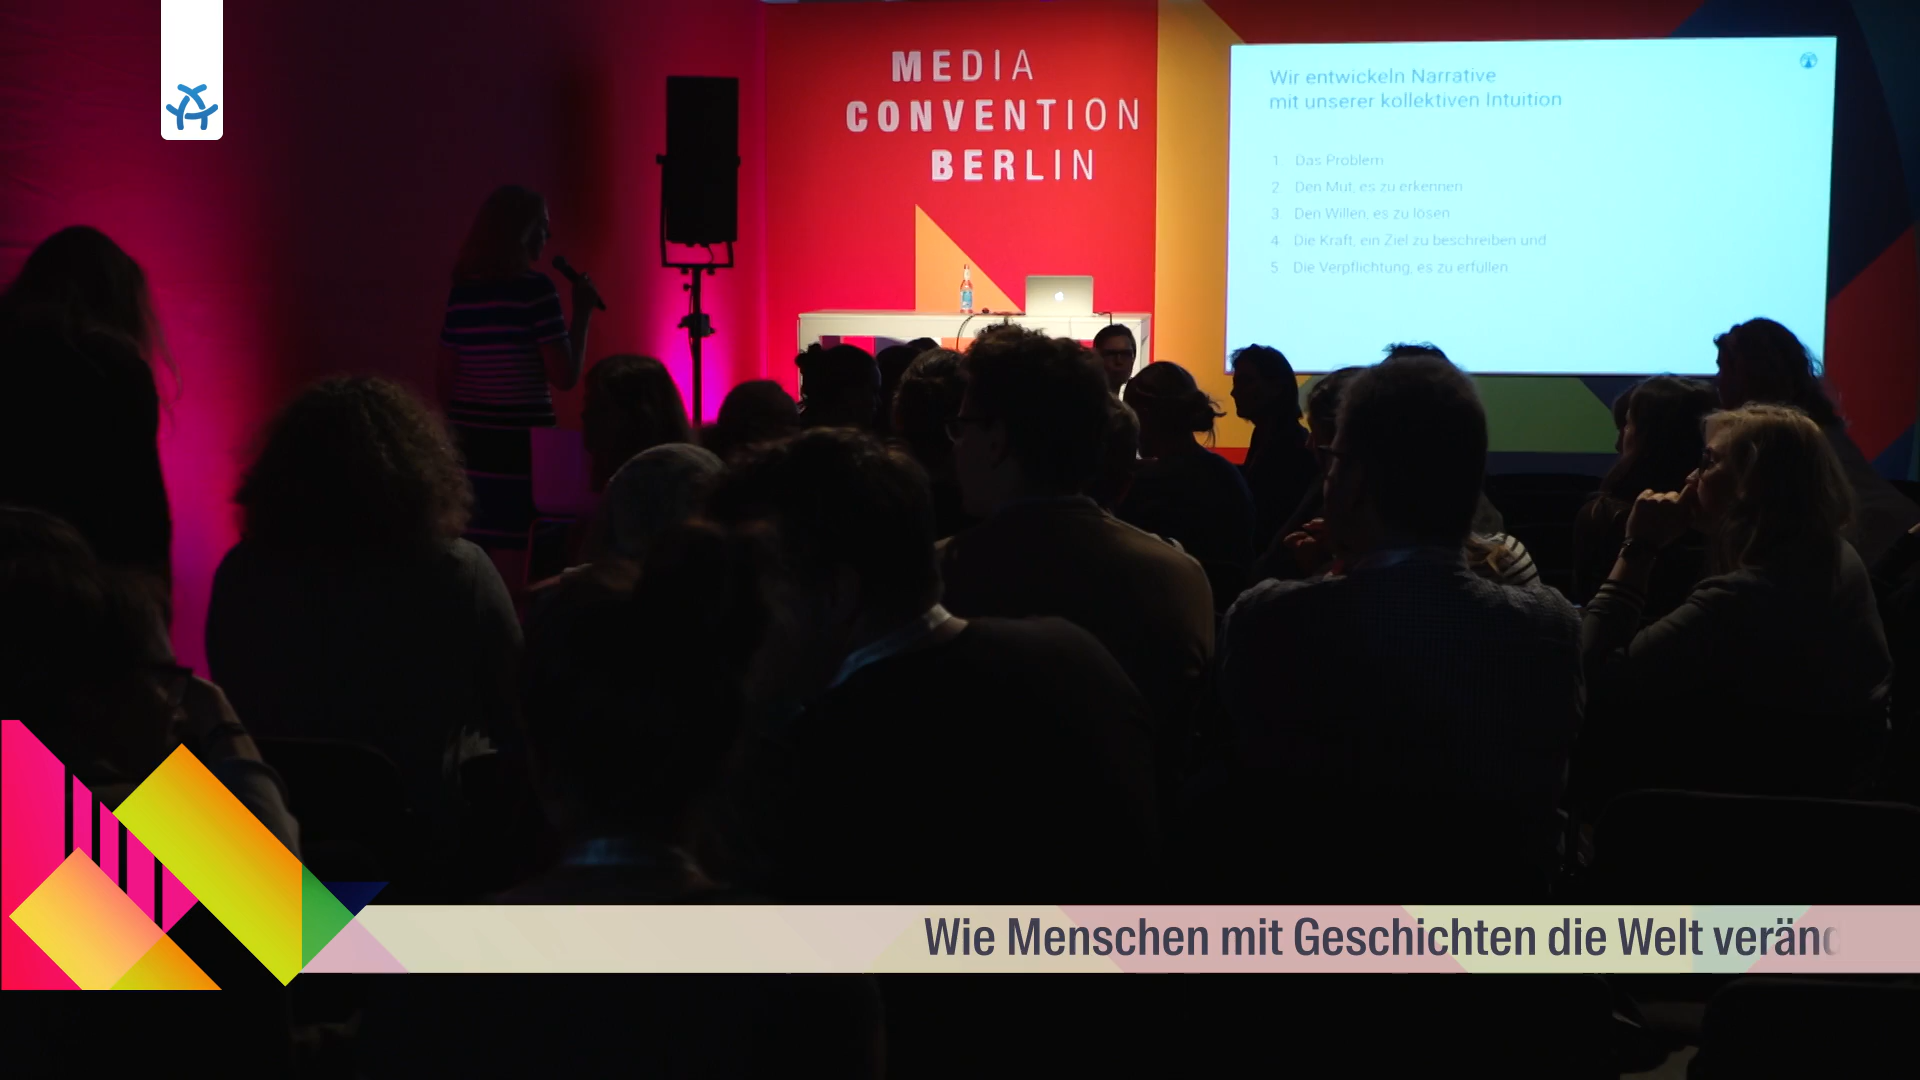 MEDIA
CONVENTION
BERLIN
Wir entwickeln Narrative
mit unserer kollektiven Intuition
1. Das Problem
2. Den Mut, es zu erkennen
3. Den Willen, es zu lösen
4. Die Kraft, ein Ziel zu beschreiben und
5. Die Verpflichtung, es zu erfüllen
Wie Menschen mit Geschichten die Welt veränd